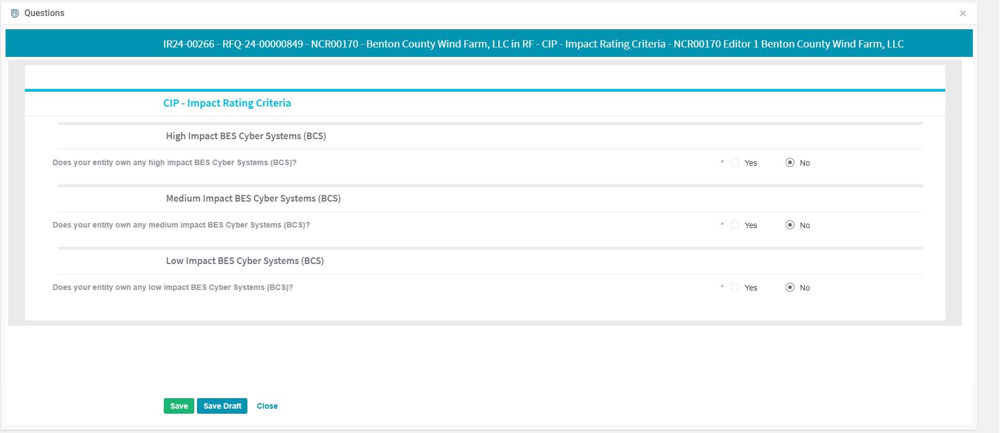 Questions
IR24-00266 - RFQ-24-00000849 - NCR00170 - Benton County Wind Farm, LLC in RF - CIP - Impact Rating Criteria - NCR00170 Editor 1 Benton County Wind Farm, LLC
CIP - Impact Rating Criteria
High Impact BES Cyber Systems (BCS)
Does your entity own any high impact BES Cyber Systems (BCS)? * Yes No
Medium Impact BES Cyber Systems (BCS)
Does your entity own any medium impact BES Cyber Systems (BCS)? * Yes No
Low Impact BES Cyber Systems (BCS)
Does your entity own any low impact BES Cyber Systems (BCS)? * Yes No
Save Save Draft Close